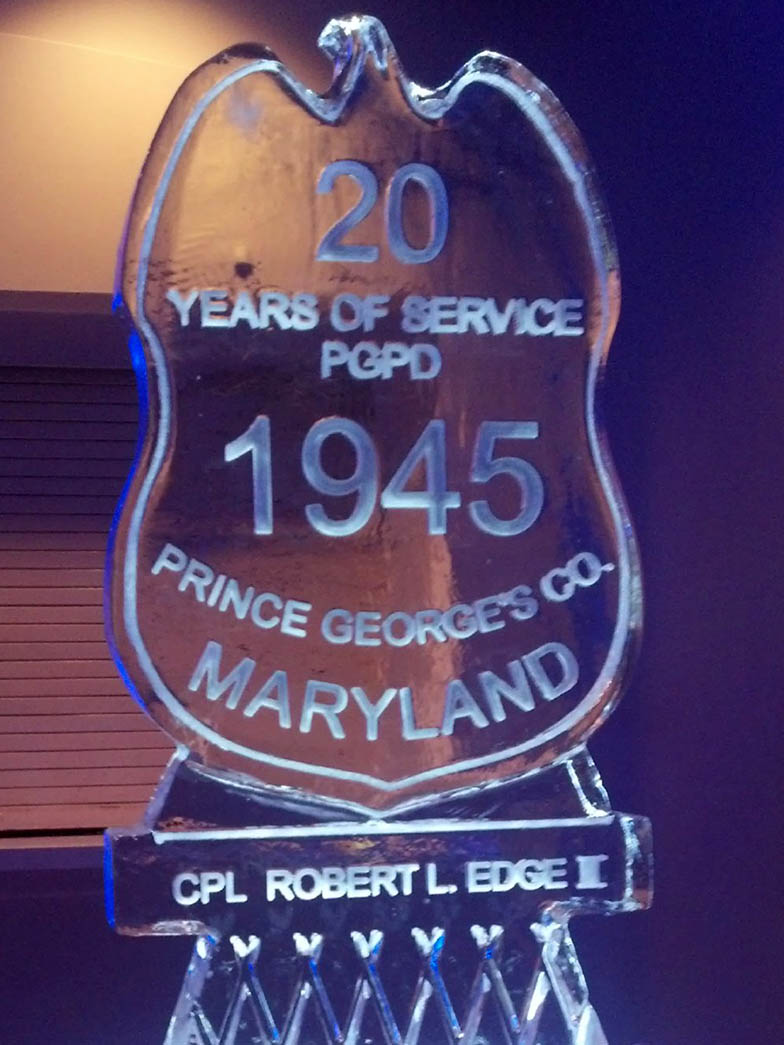 20
YEARS OF SERVICE
PGPD
1945
PRINCE GEORGE'S CO.
MARYLAND
CPL ROBERT L. EDGE II